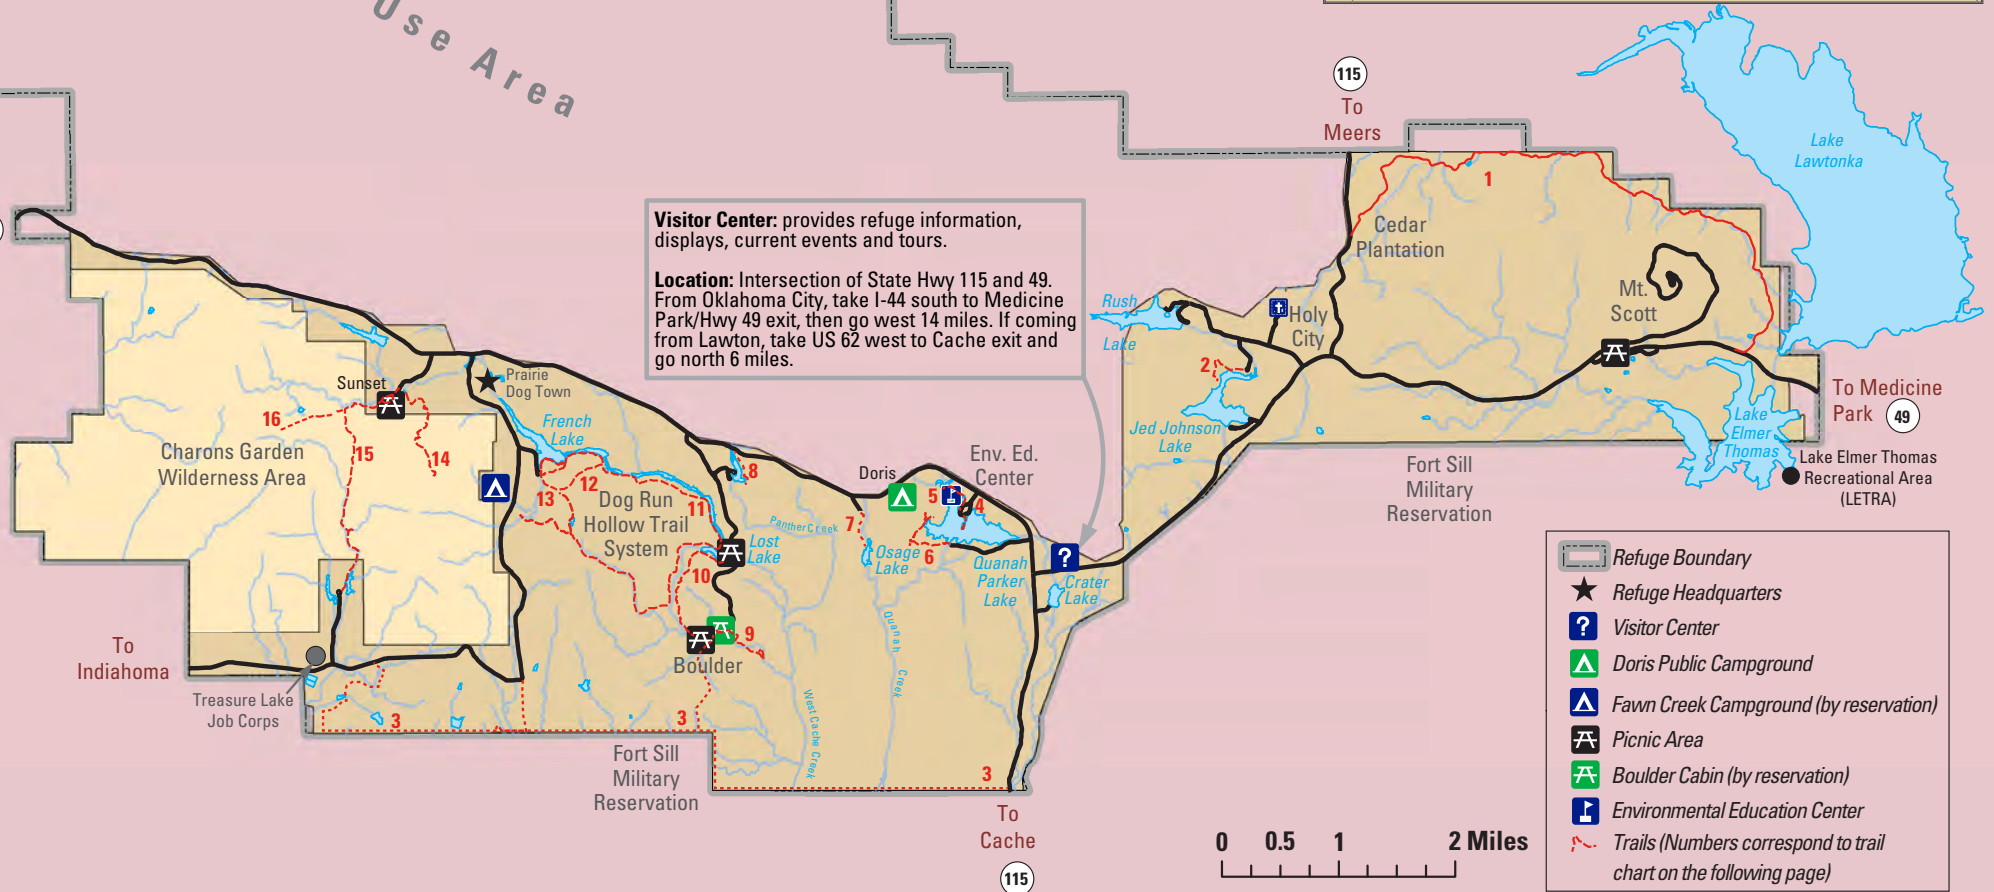 Use Area
115
To
Meers
Lake
Lawtonka
1
Cedar
Plantation
Visitor Center: provides refuge information,
displays, current events and tours.
Location: Intersection of State Hwy 115 and 49.
From Oklahoma City, take I-44 south to Medicine
Park/Hwy 49 exit, then go west 14 miles. If coming
from Lawton, take US 62 west to Cache exit and
go north 6 miles.
Rush
Lake
Holy
City
Mt.
Scott
2
Jed Johnson
Lake
To Medicine
Park 49
Lake
Elmer
Thomas
Lake Elmer Thomas
Recreational Area
(LETRA)
Fort Sill
Military
Reservation
Sunset
Prairie
Dog Town
16
15
14
Charons Garden
Wilderness Area
French
Lake
13
12
11
Dog Run
Hollow Trail
System
8
Doris
Env. Ed.
Center
5
4
7
6
Panther Creek
Osage
Lake
Quanah
Parker
Lake
Crater
Lake
Lost
Lake
10
9
Boulder
Quanah Creek
West Cache Creek
To
Indiahoma
Treasure Lake
Job Corps
3
3
3
Fort Sill
Military
Reservation
To
Cache
115
0 0.5 1 2 Miles
Refuge Boundary
Refuge Headquarters
? Visitor Center
Doris Public Campground
Fawn Creek Campground (by reservation)
Picnic Area
Boulder Cabin (by reservation)
Environmental Education Center
Trails (Numbers correspond to trail
chart on the following page)
?